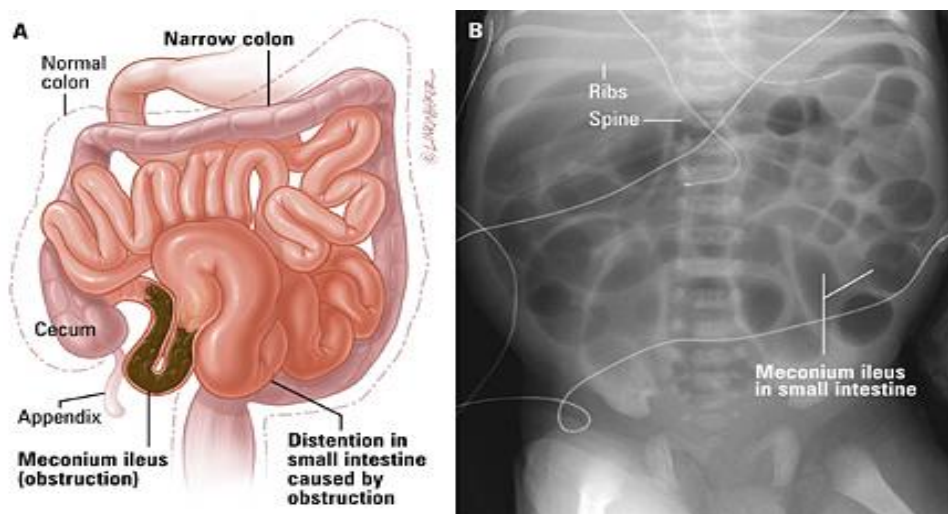 A
Narrow colon
Normal
colon
Cecum
Appendix
Meconium ileus
(obstruction)
Distention in
small intestine
caused by
obstruction
B
Ribs
Spine
Meconium ileus
in small intestine